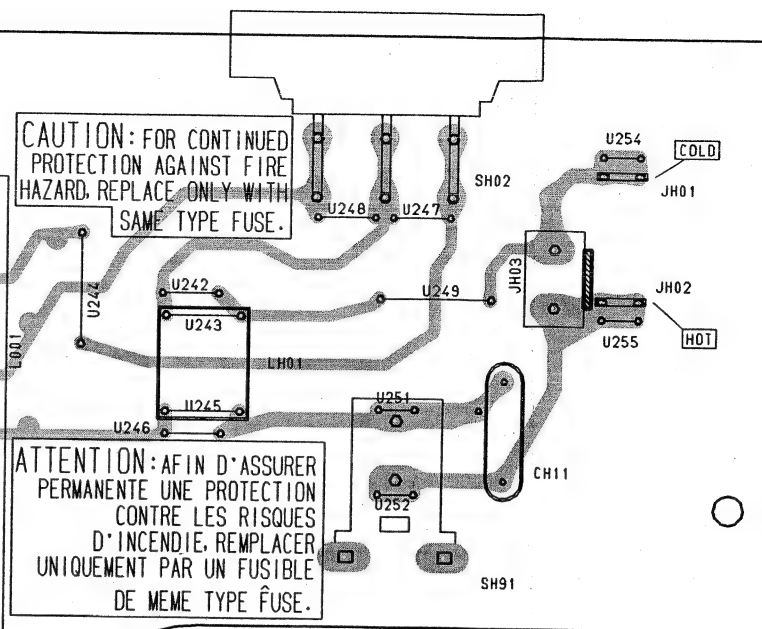 CAUTION: FOR CONTINUED
PROTECTION AGAINST FIRE
HAZARD, REPLACE ONLY WITH
SAME TYPE FUSE.
SH02
U254
COLD
JH01
U248
U247
U244
U242
U249
JH03
JH02
U243
U255
HOT
L001
LH01
U245
U251
U246
CH11
U252
ATTENTION: AFIN D'ASSURER
PERMANENTE UNE PROTECTION
CONTRE LES RISQUES
D'INCENDIE, REMPLACER
UNIQUEMENT PAR UN FUSIBLE
DE MEME TYPE FUSE.
SH91